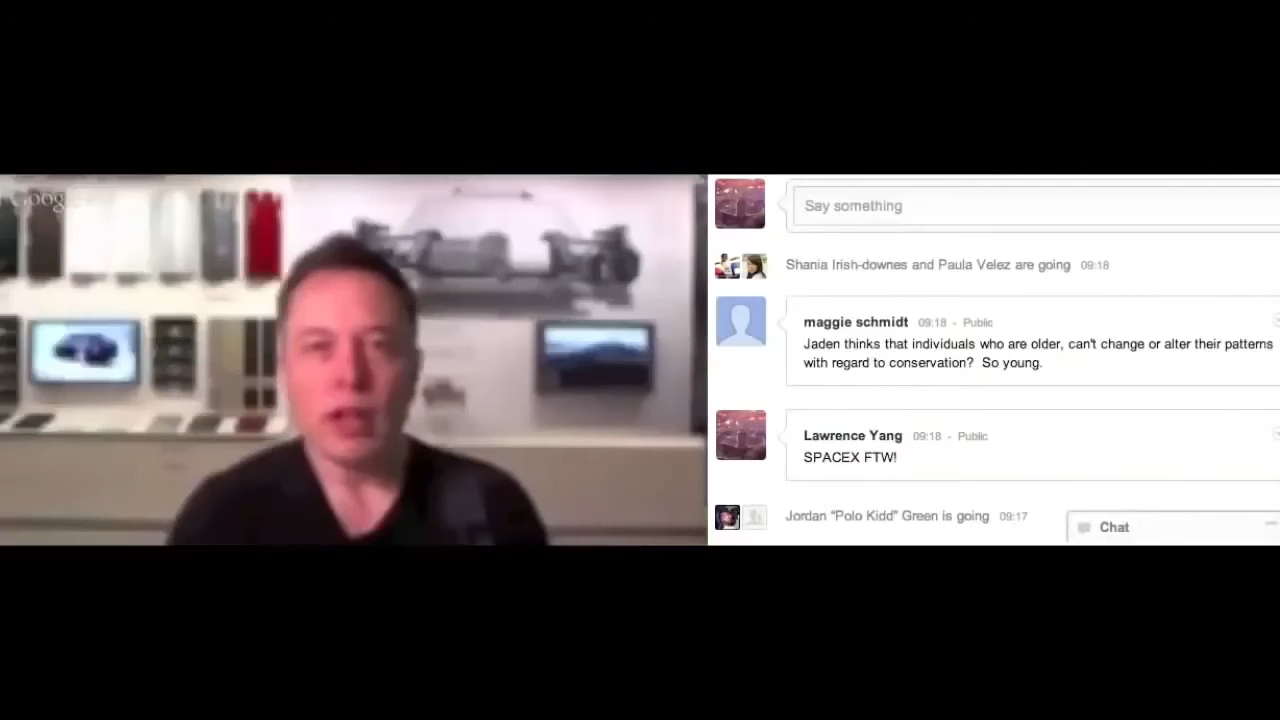 Google
Say something
Shania Irish-downes and Paula Velez are going 09:18
maggie schmidt 09:18 - Public
Jaden thinks that individuals who are older, can't change or alter their patterns
with regard to conservation? So young.
Lawrence Yang 09:18 - Public
SPACEX FTW!
Jordan “Polo Kidd” Green is going 09:17
Chat